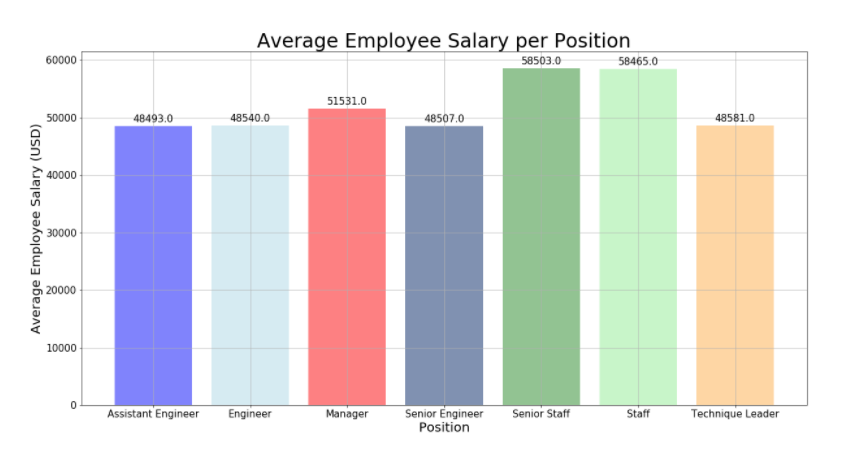 Average Employee Salary per Position
Average Employee Salary (USD)
60000
50000
40000
30000
20000
10000
0
48493.0
48540.0
51531.0
48507.0
58503.0
58465.0
48581.0
Assistant Engineer
Engineer
Manager
Senior Engineer
Senior Staff
Staff
Technique Leader
Position